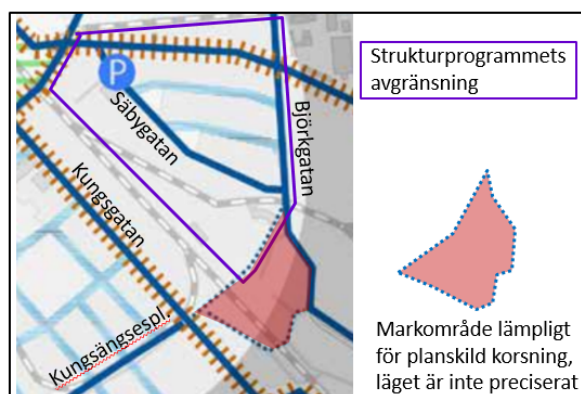 P
Säbygatan
Björkgatan
Kungsgatan
Kungsängsespl.
Strukturprogrammets
avgränsning
Markområde lämpligt
för planskild korsning,
läget är inte preciserat